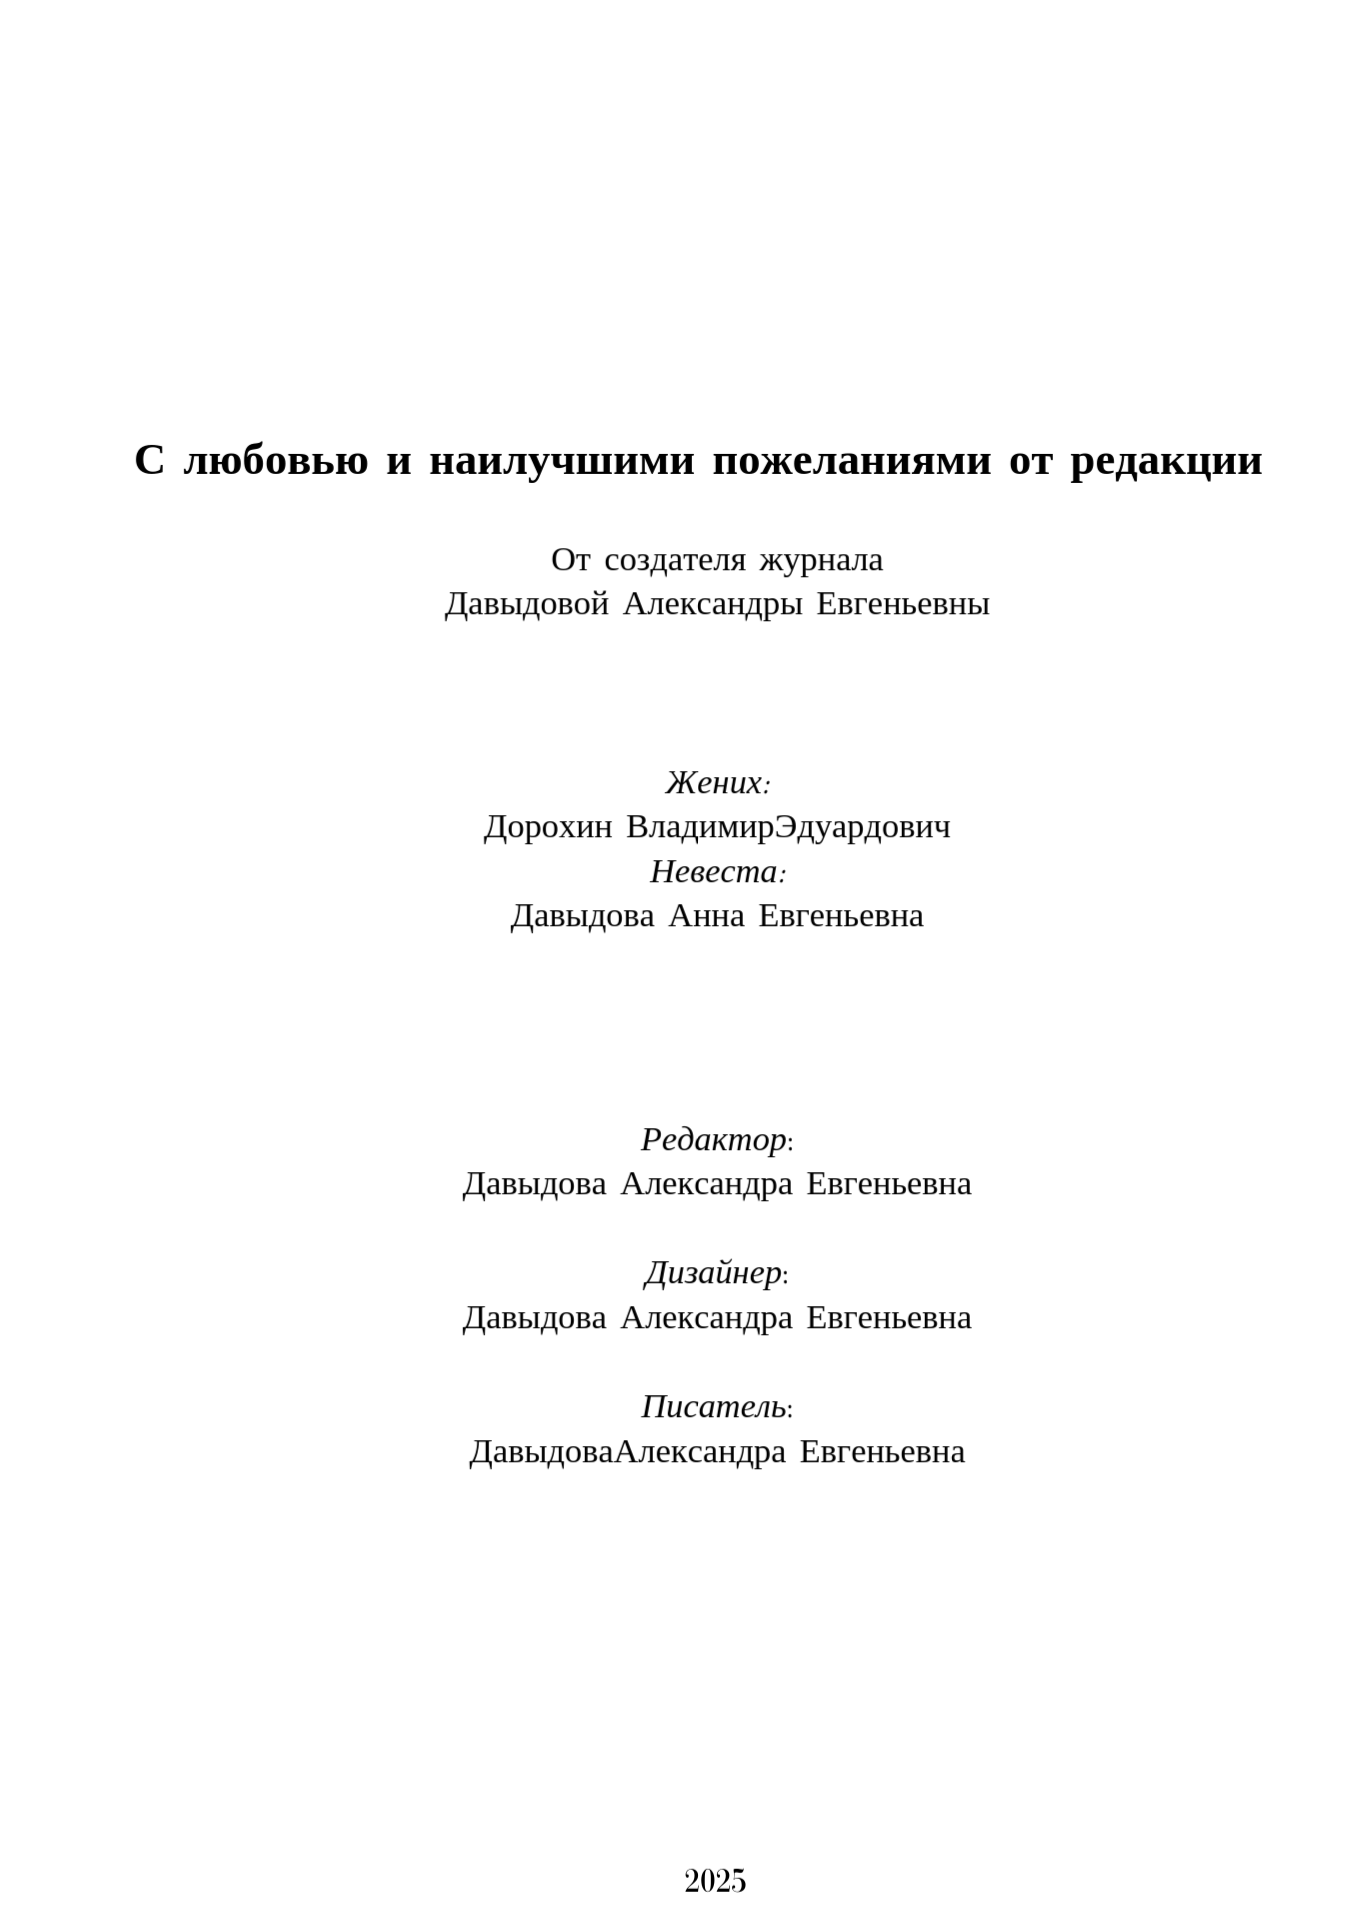 С любовью и наилучшими пожеланиями от редакции
От создателя журнала
Давыдовой Александры Евгеньевны
Жених:
Дорохин ВладимирЭдуардович
Невеста:
Давыдова Анна Евгеньевна
Редактор:
Давыдова Александра Евгеньевна
Дизайнер:
Давыдова Александра Евгеньевна
Писатель:
ДавыдоваАлександра Евгеньевна
2025